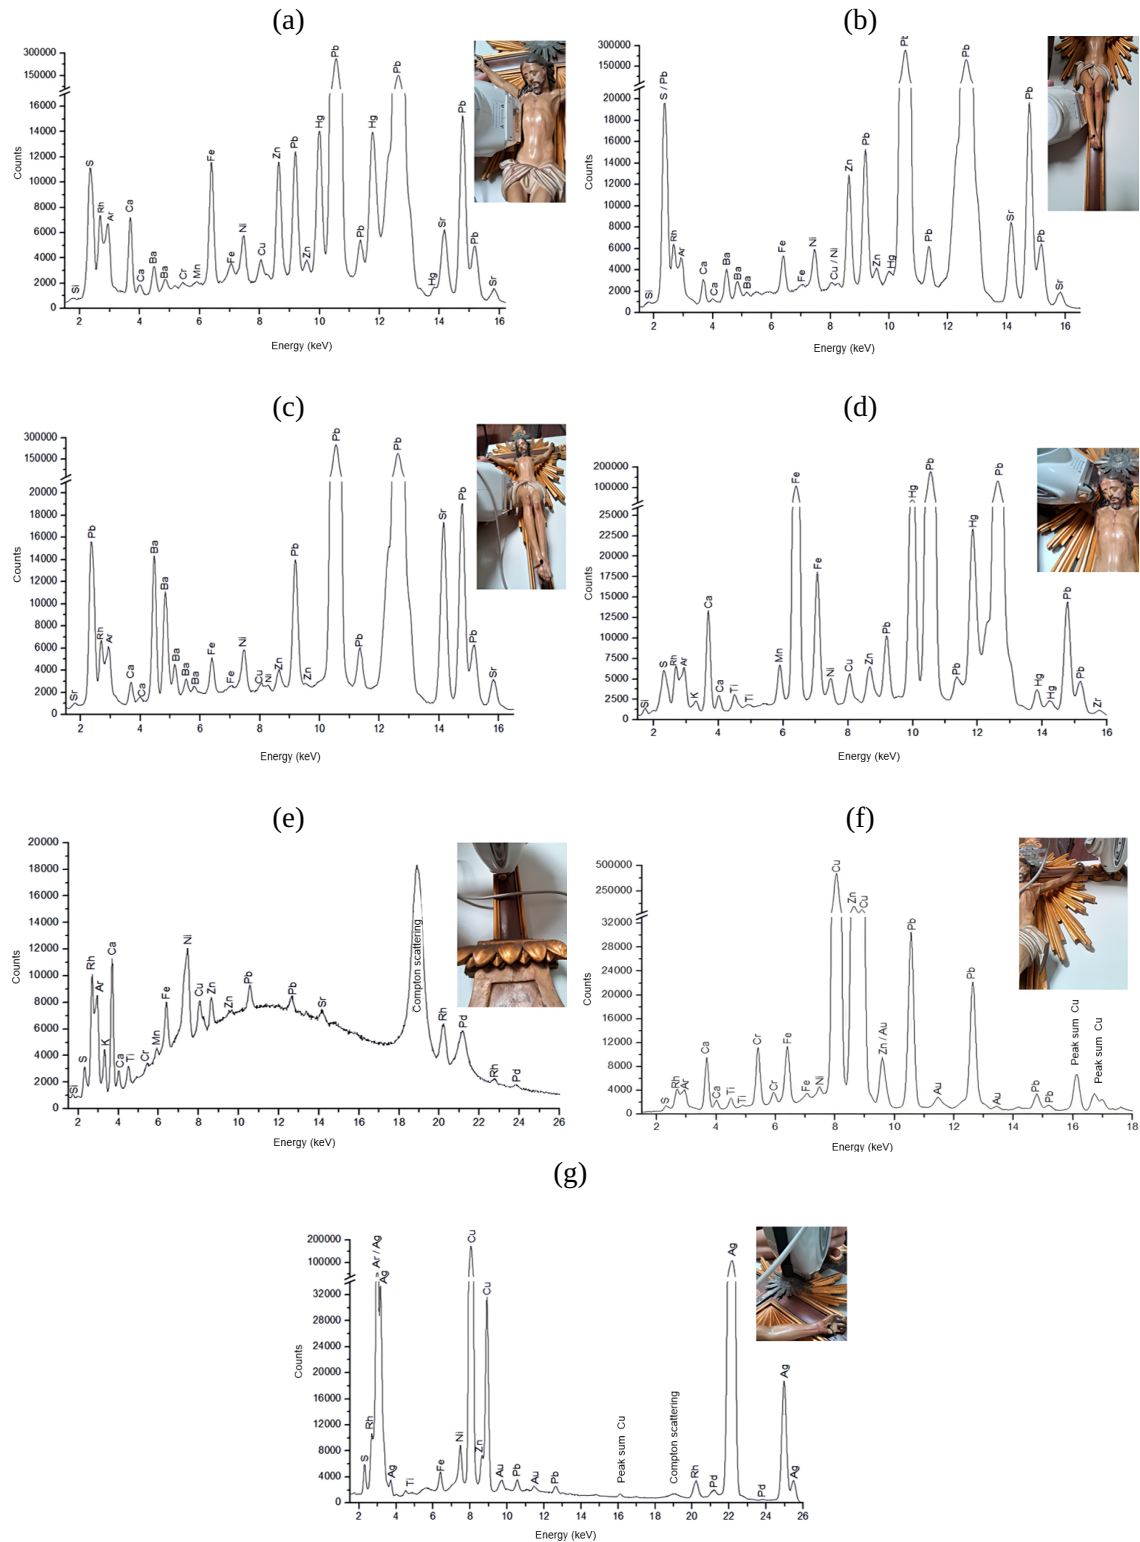 (a)
300000
150000
16000
14000
12000
10000
8000
6000
4000
2000
0
Counts
Si
S
Rh
Ar
Ca
Ca
Ba
Ba
Cr
Mn
Fe
Fe
Ni
Cu
Zn
Pb
Zn
Hg
Pb
Pb
Hg
Pb
Hg
Sr
Pb
Pb
Sr
2 4 6 8 10 12 14 16
Energy (keV)
(b)
300000
150000
20000
18000
16000
14000
12000
10000
8000
6000
4000
2000
0
Counts
Si
S / Pb
Rh
Ar
Ca
Ca
Ba
Ba
Ba
Fe
Fe
Ni
Cu / Ni
Zn
Pb
Zn
Hg
Pb
Pb
Sr
Pb
Pb
Sr
2 4 6 8 10 12 14 16
Energy (keV)
(c)
300000
150000
20000
18000
16000
14000
12000
10000
8000
6000
4000
2000
0
Counts
Sr
Pb
Rh
Ar
Ca
Ca
Ba
Ba
Ba
Ba
Ba
Fe
Fe
Ni
Cu
Ni
Zn
Pb
Zn
Pb
Pb
Pb
Sr
Pb
Pb
Sr
2 4 6 8 10 12 14 16
Energy (keV)
(d)
200000
100000
25000
22500
20000
17500
15000
12500
10000
7500
5000
2500
0
Counts
Si
S
Rh
Ar
K
Ca
Ca
Ti
Ti
Mn
Fe
Fe
Ni
Cu
Zn
Pb
Hg
Pb
Pb
Hg
Pb
Hg
Hg
Pb
Pb
Zr
2 4 6 8 10 12 14 16
Energy (keV)
(e)
20000
18000
16000
14000
12000
10000
8000
6000
4000
2000
0
Counts
Si
S
Rh
Ar
K
Ca
Ca
Ti
Cr
Mn
Fe
Ni
Cu
Zn
Zn
Pb
Pb
Sr
Compton scattering
Rh
Pd
Rh
Pd
2 4 6 8 10 12 14 16 18 20 22 24 26
Energy (keV)
(f)
500000
250000
32000
28000
24000
20000
16000
12000
8000
4000
0
Counts
S
Rh
Ar
Ca
Ca
Ti
Ti
Cr
Cr
Fe
Fe
Ni
Cu
Zn
Cu
Zn / Au
Pb
Au
Pb
Au
Pb
Pb
Peak sum Cu
Peak sum Cu
2 4 6 8 10 12 14 16 18
Energy (keV)
(g)
200000
100000
32000
28000
24000
20000
16000
12000
8000
4000
0
Counts
S
Rh
Ar / Ag
Ag
Ag
Ti
Fe
Ni
Cu
Zn
Cu
Au
Pb
Au
Pb
Peak sum Cu
Compton scattering
Rh
Pd
Ag
Pd
Ag
Ag
2 4 6 8 10 12 14 16 18 20 22 24 26
Energy (keV)